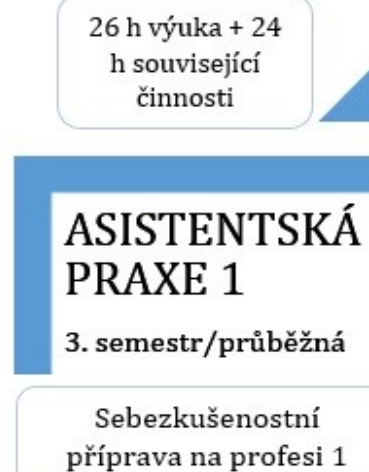 26 h výuka + 24
h související
činnosti
ASISTENTSKÁ
PRAXE 1
3. semestr/průběžná
Sebezkušenostní
příprava na profesi 1